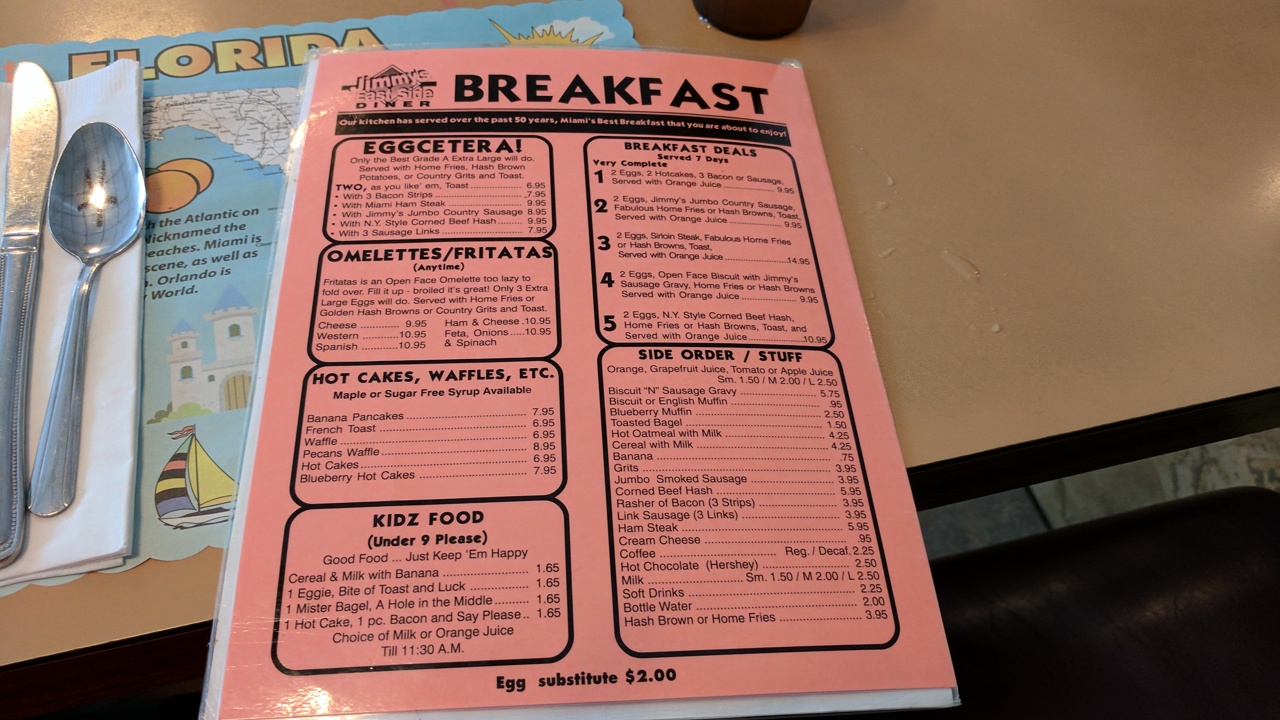 FLORIDA
h the Atlantic on
Nicknamed the
eaches. Miami is
scene, as well as
. Orlando is
World.
Jimmy's
East Side
DINER
BREAKFAST
Our kitchen has served over the past 50 years, Miami's Best Breakfast that you are about to enjoy!
EGGCETERA!
Only the Best Grade A Extra Large will do.
Served with Home Fries, Hash Brown
Potatoes, or Country Grits and Toast.
TWO, as you like' em, Toast 6.95
• With 3 Bacon Strips 7.95
• With Miami Ham Steak 9.95
• With Jimmy's Jumbo Country Sausage 8.95
• With N.Y. Style Corned Beef Hash 9.95
• With 3 Sausage Links 7.95
OMELETTES/FRITATAS
(Anytime)
Fritatas is an Open Face Omelette too lazy to
fold over. Fill it up - broiled it's great! Only 3 Extra
Large Eggs will do. Served with Home Fries or
Golden Hash Browns or Country Grits and Toast.
Cheese 9.95
Western 10.95
Spanish 10.95
Ham & Cheese 10.95
Feta, Onions 10.95
& Spinach
HOT CAKES, WAFFLES, ETC.
Maple or Sugar Free Syrup Available
Banana Pancakes 7.95
French Toast 6.95
Waffle 6.95
Pecans Waffle 8.95
Hot Cakes 6.95
Blueberry Hot Cakes 7.95
KIDZ FOOD
(Under 9 Please)
Good Food ... Just Keep 'Em Happy
Cereal & Milk with Banana 1.65
1 Eggie, Bite of Toast and Luck 1.65
1 Mister Bagel, A Hole in the Middle 1.65
1 Hot Cake, 1 pc. Bacon and Say Please 1.65
Choice of Milk or Orange Juice
Till 11:30 A.M.
BREAKFAST DEALS
Served 7 Days
Very Complete
1 2 Eggs, 2 Hotcakes, 3 Bacon or Sausage,
Served with Orange Juice 9.95
2 2 Eggs, Jimmy's Jumbo Country Sausage,
Fabulous Home Fries or Hash Browns, Toast,
Served with Orange Juice 9.95
3 2 Eggs, Sirloin Steak, Fabulous Home Fries
or Hash Browns, Toast,
Served with Orange Juice 14.95
4 2 Eggs, Open Face Biscuit with Jimmy's
Sausage Gravy, Home Fries or Hash Browns
Served with Orange Juice 9.95
5 2 Eggs, N.Y. Style Corned Beef Hash,
Home Fries or Hash Browns, Toast, and
Served with Orange Juice 10.95
SIDE ORDER / STUFF
Orange, Grapefruit Juice, Tomato or Apple Juice
Sm. 1.50 / M 2.00 / L 2.50
Biscuit "N" Sausage Gravy 5.75
Biscuit or English Muffin .95
Blueberry Muffin 2.50
Toasted Bagel 1.50
Hot Oatmeal with Milk 4.25
Cereal with Milk 4.25
Banana .75
Grits 3.95
Jumbo Smoked Sausage 3.95
Corned Beef Hash 5.95
Rasher of Bacon (3 Strips) 3.95
Link Sausage (3 Links) 3.95
Ham Steak 5.95
Cream Cheese .95
Coffee Reg. / Decaf. 2.25
Hot Chocolate (Hershey) 2.50
Milk Sm. 1.50 / M 2.00 / L 2.50
Soft Drinks 2.25
Bottle Water 2.00
Hash Brown or Home Fries 3.95
Egg substitute $2.00